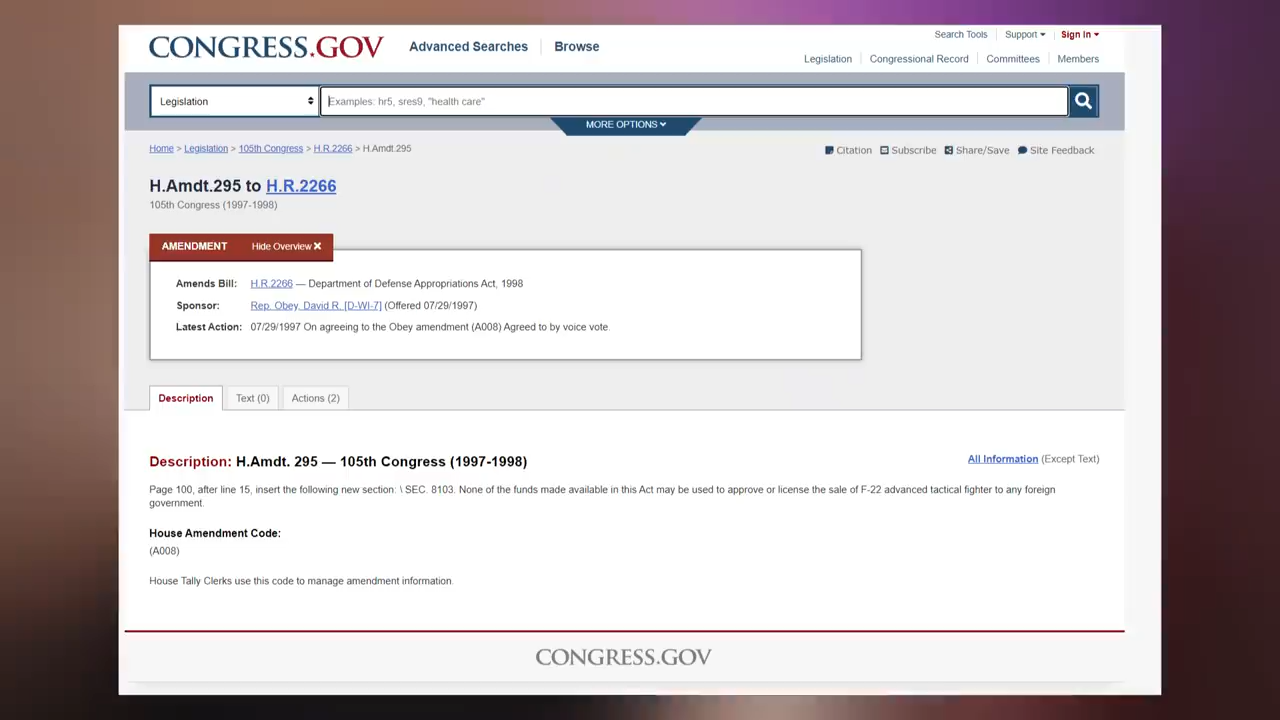 CONGRESS.GOV
Advanced Searches
Browse
Search Tools
Support
Sign In
Legislation
Congressional Record
Committees
Members
Legislation
Examples: hr5, sres9, "health care"
MORE OPTIONS
Home > Legislation > 105th Congress > H.R.2266 > H.Amdt.295
Citation
Subscribe
Share/Save
Site Feedback
H.Amdt.295 to H.R.2266
105th Congress (1997-1998)
AMENDMENT
Hide Overview ×
Amends Bill: H.R.2266 — Department of Defense Appropriations Act, 1998
Sponsor: Rep. Obey, David R. [D-WI-7] (Offered 07/29/1997)
Latest Action: 07/29/1997 On agreeing to the Obey amendment (A008) Agreed to by voice vote.
Description
Text (0)
Actions (2)
Description: H.Amdt. 295 — 105th Congress (1997-1998)
All Information (Except Text)
Page 100, after line 15, insert the following new section: \ SEC. 8103. None of the funds made available in this Act may be used to approve or license the sale of F-22 advanced tactical fighter to any foreign
government.
House Amendment Code:
(A008)
House Tally Clerks use this code to manage amendment information.
CONGRESS.GOV